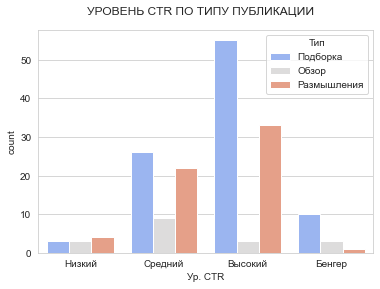 УРОВЕНЬ CTR ПО ТИПУ ПУБЛИКАЦИИ
Тип
Подборка
Обзор
Размышления
count
50
40
30
20
10
0
Низкий Средний Высокий Бенгер
Ур. CTR